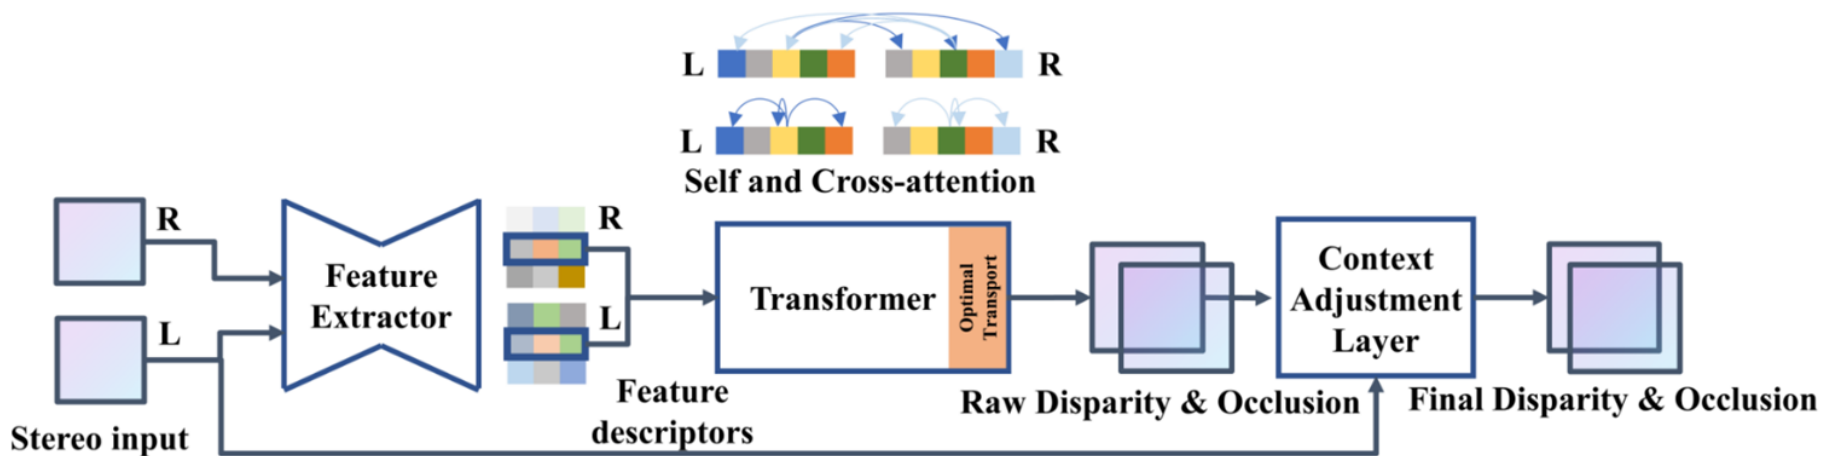 L R
L R
Self and Cross-attention
R
L
Stereo input
Feature
Extractor
R
L
Feature
descriptors
Transformer
Optimal
Transport
Raw Disparity & Occlusion
Context
Adjustment
Layer
Final Disparity & Occlusion